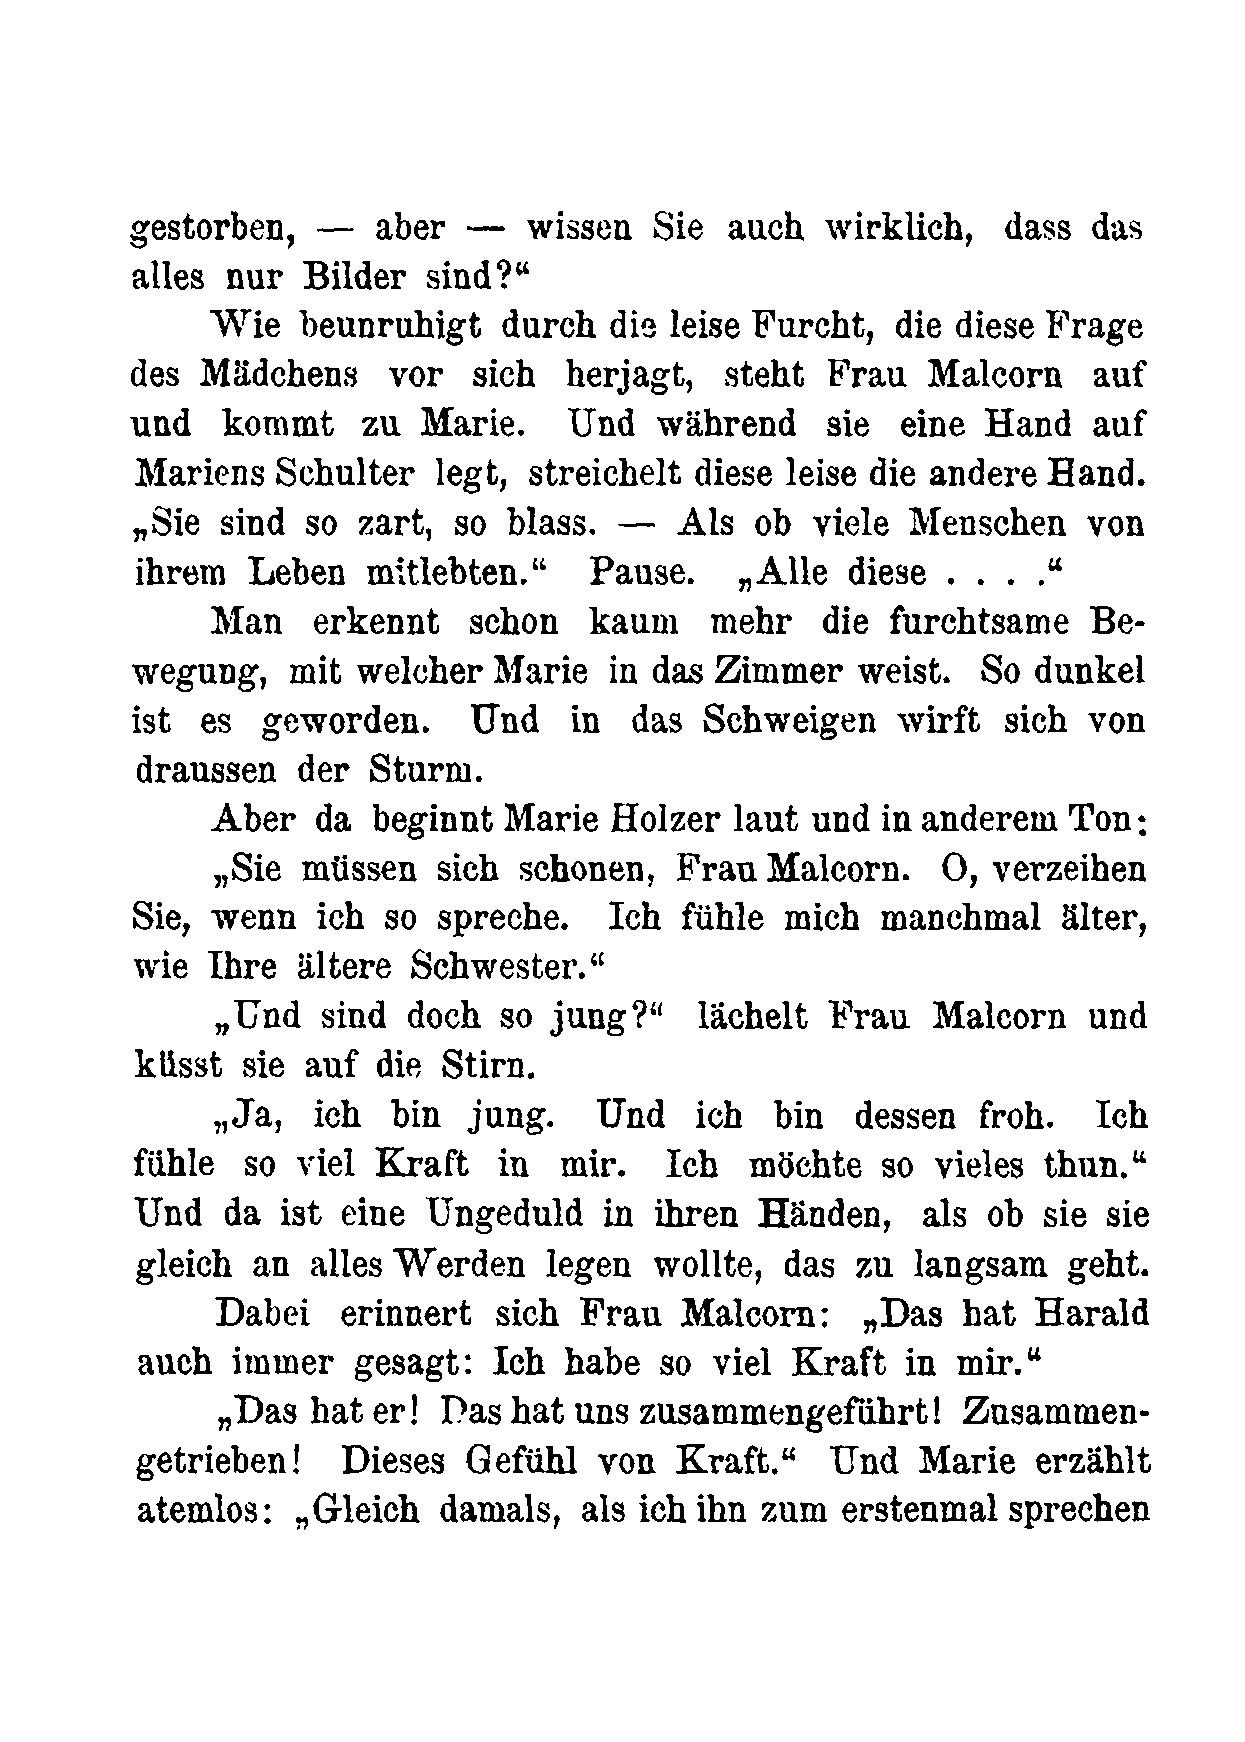 gestorben, — aber — wissen Sie auch wirklich, dass das
alles nur Bilder sind?“
Wie beunruhigt durch die leise Furcht, die diese Frage
des Mädchens vor sich herjagt, steht Frau Malcorn auf
und kommt zu Marie. Und während sie eine Hand auf
Mariens Schulter legt, streichelt diese leise die andere Hand.
„Sie sind so zart, so blass. — Als ob viele Menschen von
ihrem Leben mitlebten.“ Pause. „Alle diese . . . .“
Man erkennt schon kaum mehr die furchtsame Be-
wegung, mit welcher Marie in das Zimmer weist. So dunkel
ist es geworden. Und in das Schweigen wirft sich von
draussen der Sturm.
Aber da beginnt Marie Holzer laut und in anderem Ton:
„Sie müssen sich schonen, Frau Malcorn. O, verzeihen
Sie, wenn ich so spreche. Ich fühle mich manchmal älter,
wie Ihre ältere Schwester.“
„Und sind doch so jung?“ lächelt Frau Malcorn und
küsst sie auf die Stirn.
„Ja, ich bin jung. Und ich bin dessen froh. Ich
fühle so viel Kraft in mir. Ich möchte so vieles thun.“
Und da ist eine Ungeduld in ihren Händen, als ob sie sie
gleich an alles Werden legen wollte, das zu langsam geht.
Dabei erinnert sich Frau Malcorn: „Das hat Harald
auch immer gesagt: Ich habe so viel Kraft in mir.“
„Das hat er! Das hat uns zusammengeführt! Zusammen-
getrieben! Dieses Gefühl von Kraft.“ Und Marie erzählt
atemlos: „Gleich damals, als ich ihn zum erstenmal sprechen